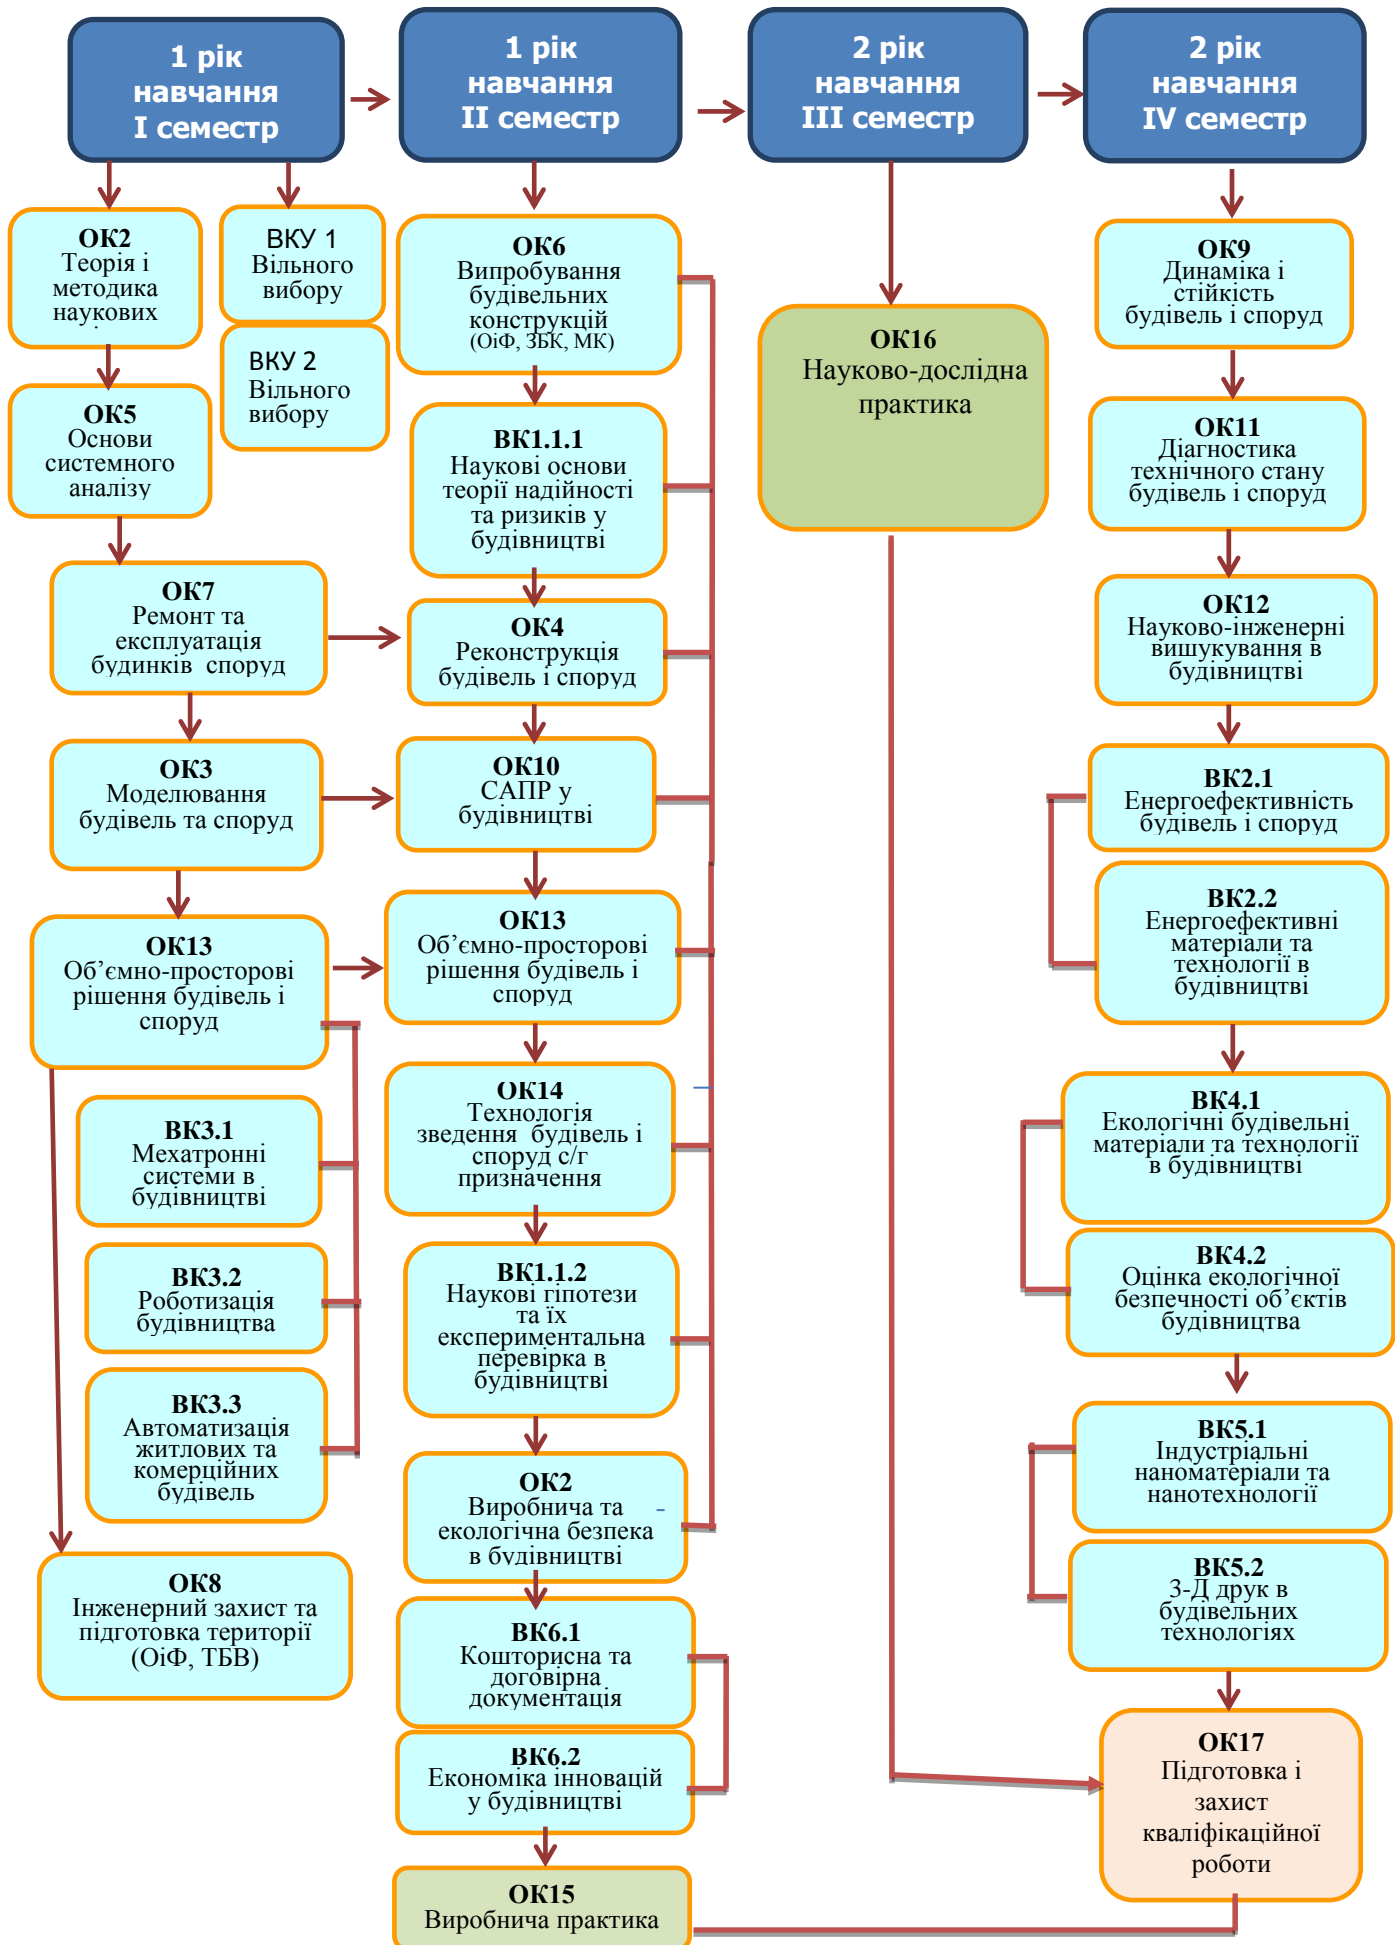 1 рік
навчання
I семестр
1 рік
навчання
II семестр
2 рік
навчання
III семестр
2 рік
навчання
IV семестр
ОК2
Теорія і
методика
наукових
ОК5
Основи
системного
аналізу
ВКУ 1
Вільного
вибору
ВКУ 2
Вільного
вибору
ОК7
Ремонт та
експлуатація
будинків споруд
ОК3
Моделювання
будівель та споруд
ОК13
Об’ємно-просторові
рішення будівель і
споруд
ВК3.1
Мехатронні
системи в
будівництві
ВК3.2
Роботизація
будівництва
ВК3.3
Автоматизація
житлових та
комерційних
будівель
ОК8
Інженерний захист та
підготовка території
(ОіФ, ТБВ)
ОК6
Випробування
будівельних
конструкцій
(ОіФ, ЗБК, МК)
ВК1.1.1
Наукові основи
теорії надійності
та ризиків у
будівництві
ОК4
Реконструкція
будівель і споруд
ОК10
САПР у
будівництві
ОК13
Об’ємно-просторові
рішення будівель і
споруд
ОК14
Технологія
зведення будівель і
споруд с/г
призначення
ВК1.1.2
Наукові гіпотези
та їх
експериментальна
перевірка в
будівництві
ОК2
Виробнича та
екологічна безпека
в будівництві
ВК6.1
Кошторисна та
договірна
документація
ВК6.2
Економіка інновацій
у будівництві
ОК15
Виробнича практика
ОК16
Науково-дослідна
практика
ОК9
Динаміка і
стійкість
будівель і споруд
ОК11
Діагностика
технічного стану
будівель і споруд
ОК12
Науково-інженерні
вишукування в
будівництві
ВК2.1
Енергоефективність
будівель і споруд
ВК2.2
Енергоефективні
матеріали та
технології в
будівництві
ВК4.1
Екологічні будівельні
матеріали та технології
в будівництві
ВК4.2
Оцінка екологічної
безпечності об’єктів
будівництва
ВК5.1
Індустріальні
наноматеріали та
нанотехнології
ВК5.2
3-Д друк в
будівельних
технологіях
ОК17
Підготовка і
захист
кваліфікаційної
роботи